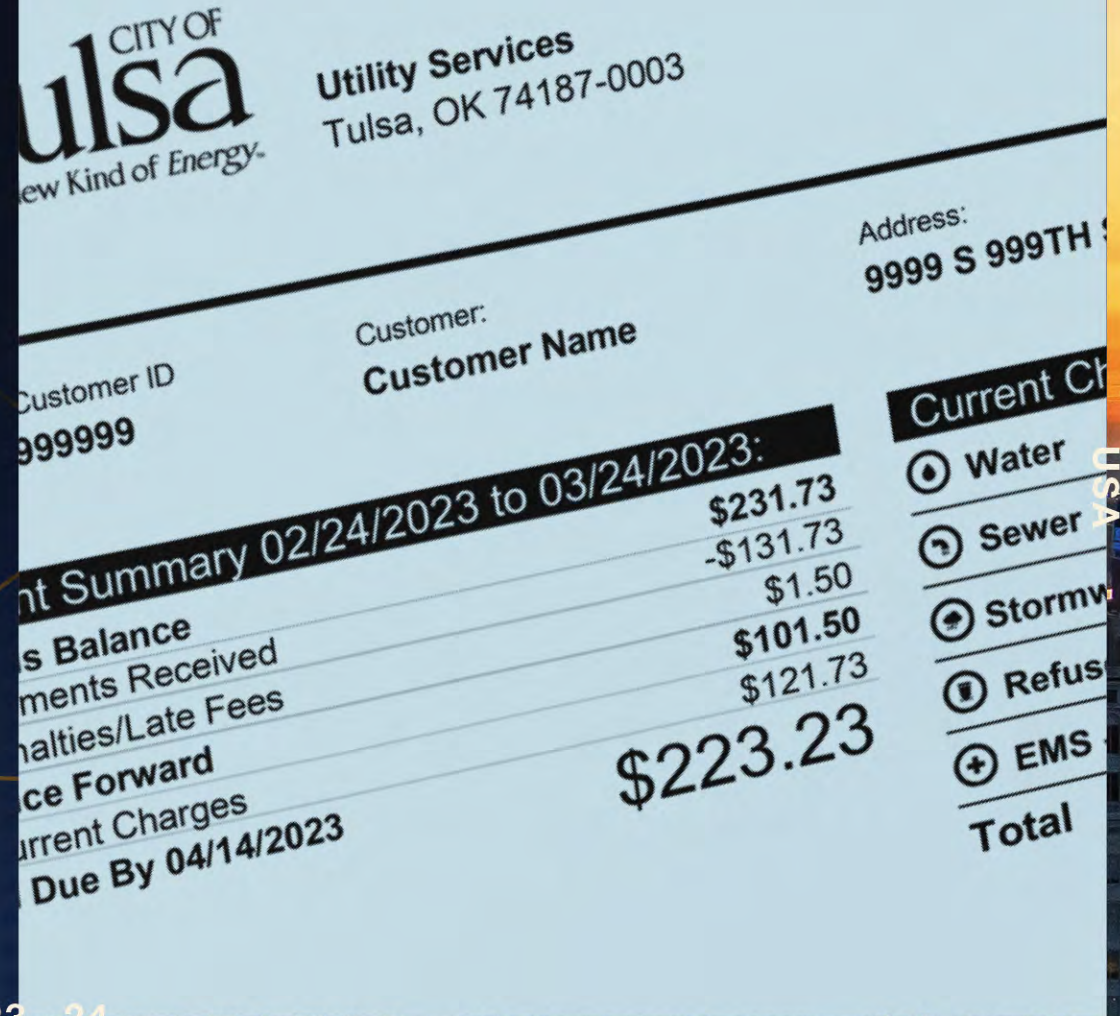 CITY OF
ulsa
ew Kind of Energy
Utility Services
Tulsa, OK 74187-0003
Customer ID
999999
Customer:
Customer Name
Address:
9999 S 999TH
nt Summary 02/24/2023 to 03/24/2023:
s Balance $231.73
ments Received -$131.73
nalties/Late Fees $1.50
ce Forward $101.50
urrent Charges $121.73
Due By 04/14/2023 $223.23
Current Ch
Water
Sewer
Stormw
Refus
EMS
Total
USA
24